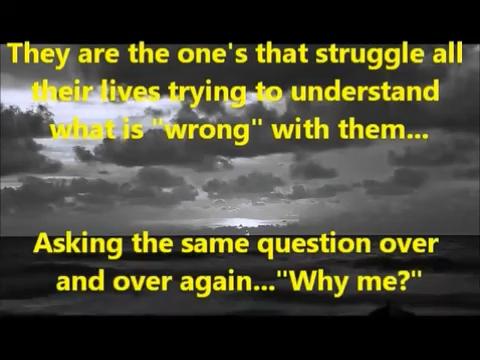 They are the one's that struggle all
their lives trying to understand
what is "wrong" with them...
Asking the same question over
and over again..."Why me?"